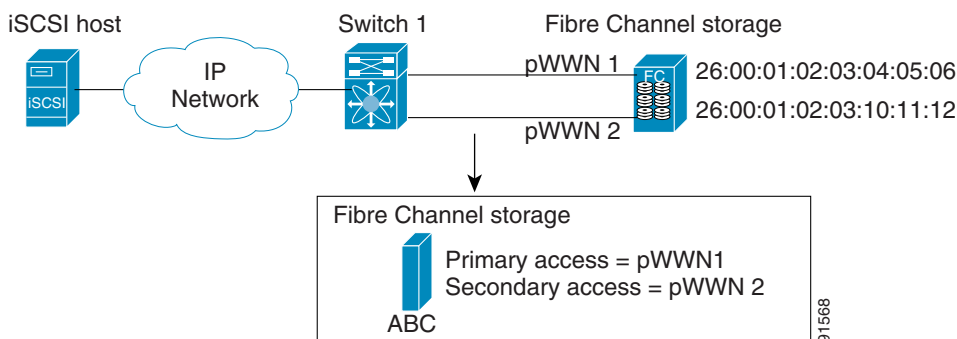 iSCSI host
Switch 1
Fibre Channel storage
IP
Network
iSCSI
pWWN 1
FC
26:00:01:02:03:04:05:06
26:00:01:02:03:10:11:12
pWWN 2
Fibre Channel storage
Primary access = pWWN1
Secondary access = pWWN 2
ABC
91568